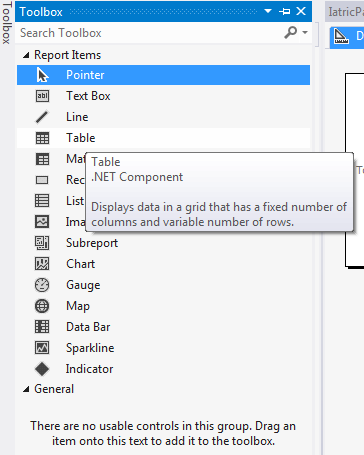 Toolbox
Toolbox
Search Toolbox
Report Items
Pointer
Text Box
Line
Table
Mat
Rec
List
Ima
Subreport
Chart
Gauge
Map
Data Bar
Sparkline
Indicator
General
There are no usable controls in this group. Drag an
item onto this text to add it to the toolbox.
Table
.NET Component
Displays data in a grid that has a fixed number of
columns and variable number of rows.
IatricPa
D